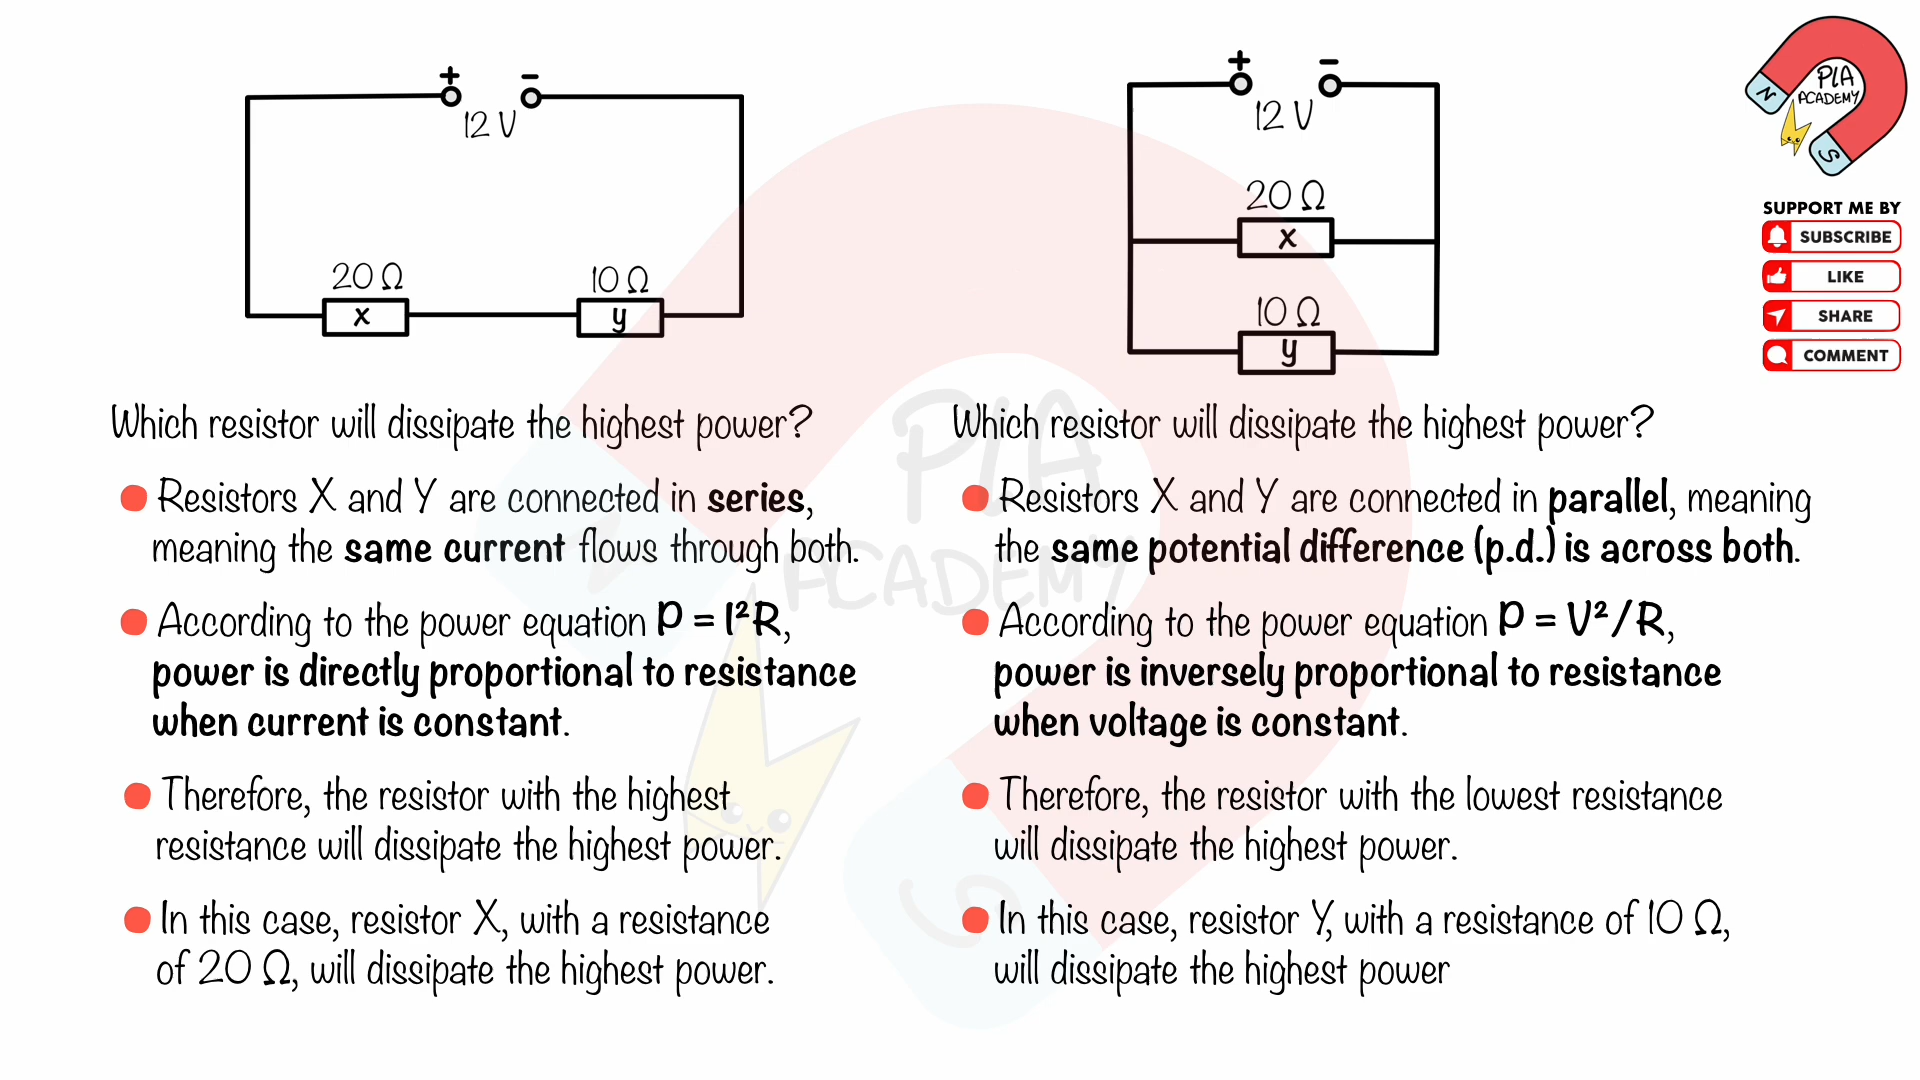 + -
12 V
20 Ω
10 Ω
x
y
Which resistor will dissipate the highest power?
Resistors X and Y are connected in series,
meaning the same current flows through both.
According to the power equation P = I²R,
power is directly proportional to resistance
when current is constant.
Therefore, the resistor with the highest
resistance will dissipate the highest power.
In this case, resistor X, with a resistance
of 20 Ω, will dissipate the highest power.
+ -
12 V
20 Ω
x
10 Ω
y
Which resistor will dissipate the highest power?
Resistors X and Y are connected in parallel, meaning
the same potential difference (p.d.) is across both.
According to the power equation P = V²/R,
power is inversely proportional to resistance
when voltage is constant.
Therefore, the resistor with the lowest resistance
will dissipate the highest power.
In this case, resistor Y, with a resistance of 10 Ω,
will dissipate the highest power
PIA
ACADEMY
N
S
SUPPORT ME BY
SUBSCRIBE
LIKE
SHARE
COMMENT
PIA
ACADEMY
S